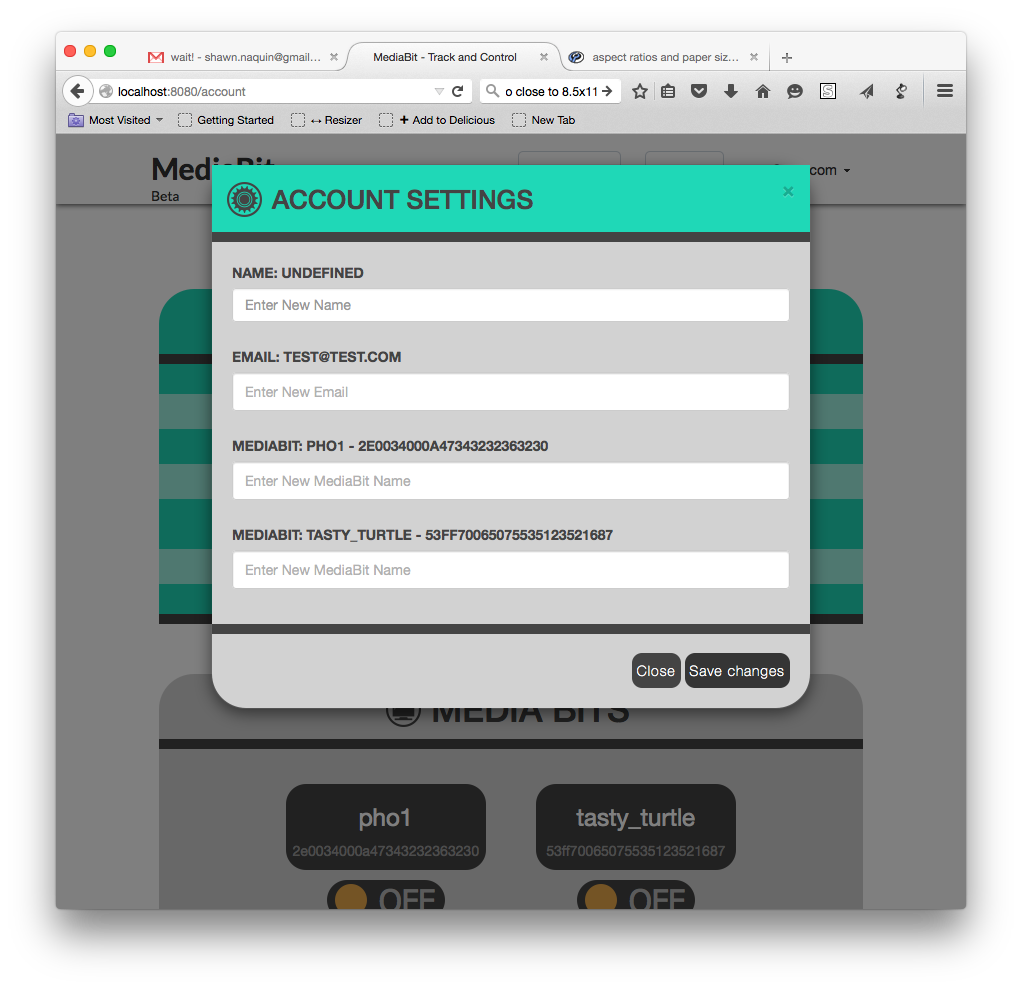 wait! - shawn.naquin@gmail...
MediaBit - Track and Control
aspect ratios and paper siz...
localhost:8080/account
o close to 8.5x11
Most Visited
Getting Started
↔ Resizer
+ Add to Delicious
New Tab
MediaBit
com
Beta
ACCOUNT SETTINGS
×
NAME: UNDEFINED
Enter New Name
EMAIL: TEST@TEST.COM
Enter New Email
MEDIABIT: PHO1 - 2E0034000A47343232363230
Enter New MediaBit Name
MEDIABIT: TASTY_TURTLE - 53FF70065075535123521687
Enter New MediaBit Name
Close
Save changes
MEDIA BITS
pho1
tasty_turtle
2e0034000a47343232363230
53ff70065075535123521687
OFF
OFF